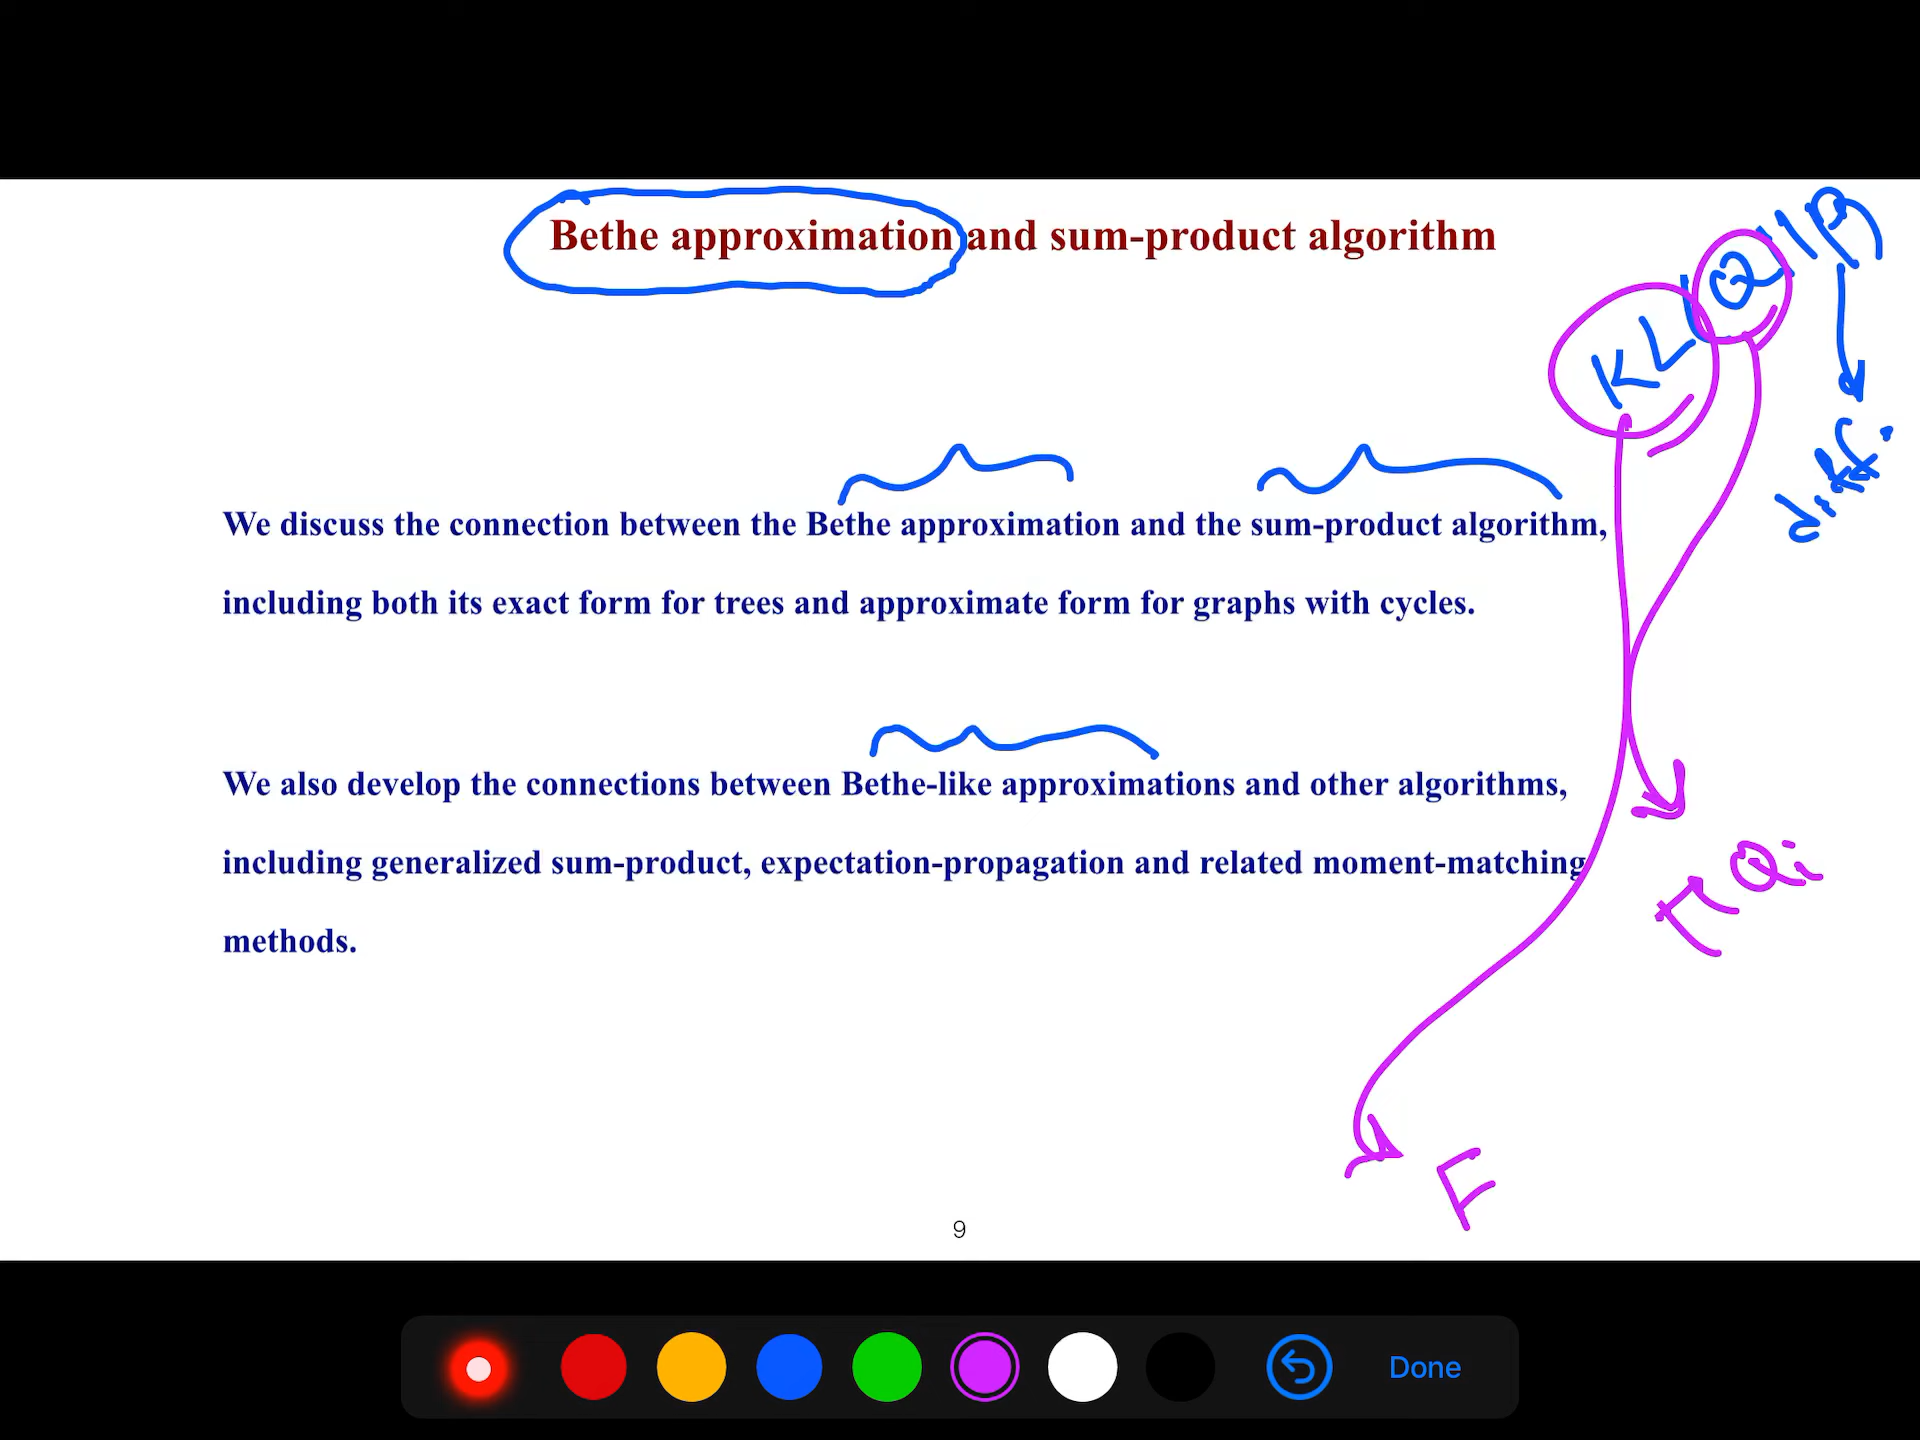 Bethe approximation and sum-product algorithm
KL(Q||P)
diff.
We discuss the connection between the Bethe approximation and the sum-product algorithm,
including both its exact form for trees and approximate form for graphs with cycles.
We also develop the connections between Bethe-like approximations and other algorithms,
including generalized sum-product, expectation-propagation and related moment-matching
methods.
π Qi
F
9
Done